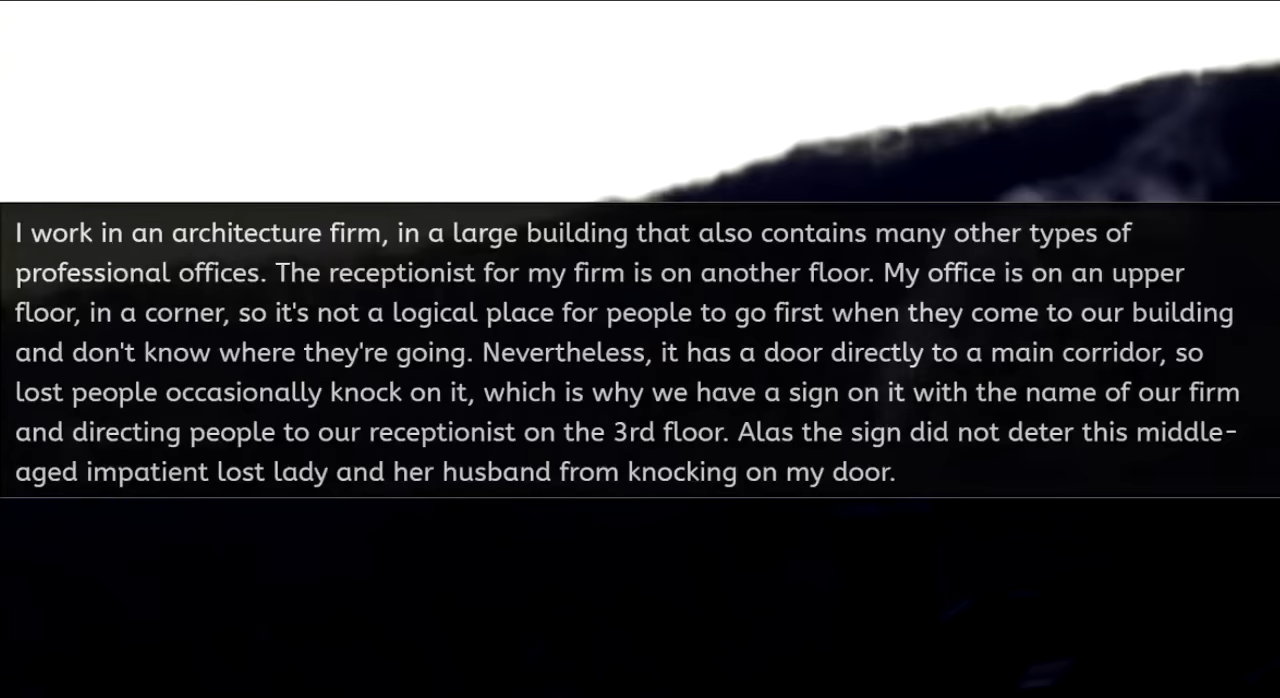 I work in an architecture firm, in a large building that also contains many other types of
professional offices. The receptionist for my firm is on another floor. My office is on an upper
floor, in a corner, so it's not a logical place for people to go first when they come to our building
and don't know where they're going. Nevertheless, it has a door directly to a main corridor, so
lost people occasionally knock on it, which is why we have a sign on it with the name of our firm
and directing people to our receptionist on the 3rd floor. Alas the sign did not deter this middle-
aged impatient lost lady and her husband from knocking on my door.